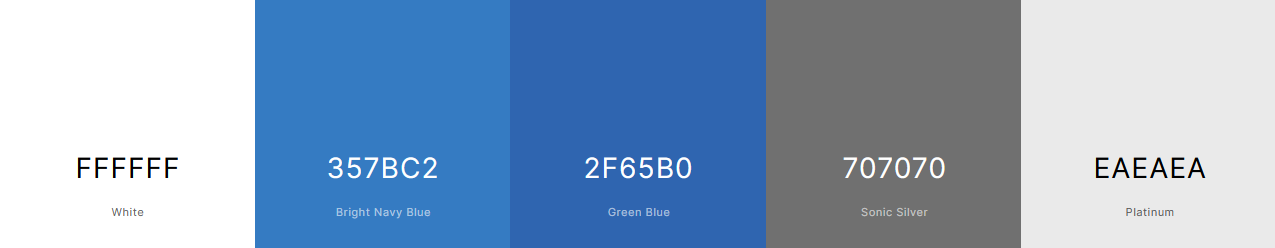 FFFFFF
White
357BC2
Bright Navy Blue
2F65B0
Green Blue
707070
Sonic Silver
EAEAEA
Platinum